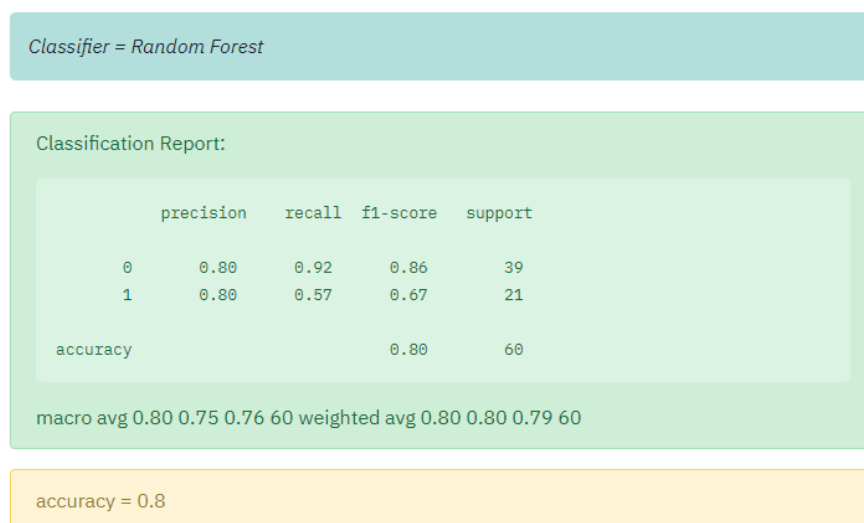 Classifier = Random Forest
Classification Report:
precision recall f1-score support
0 0.80 0.92 0.86 39
1 0.80 0.57 0.67 21
accuracy 0.80 60
macro avg 0.80 0.75 0.76 60 weighted avg 0.80 0.80 0.79 60
accuracy = 0.8